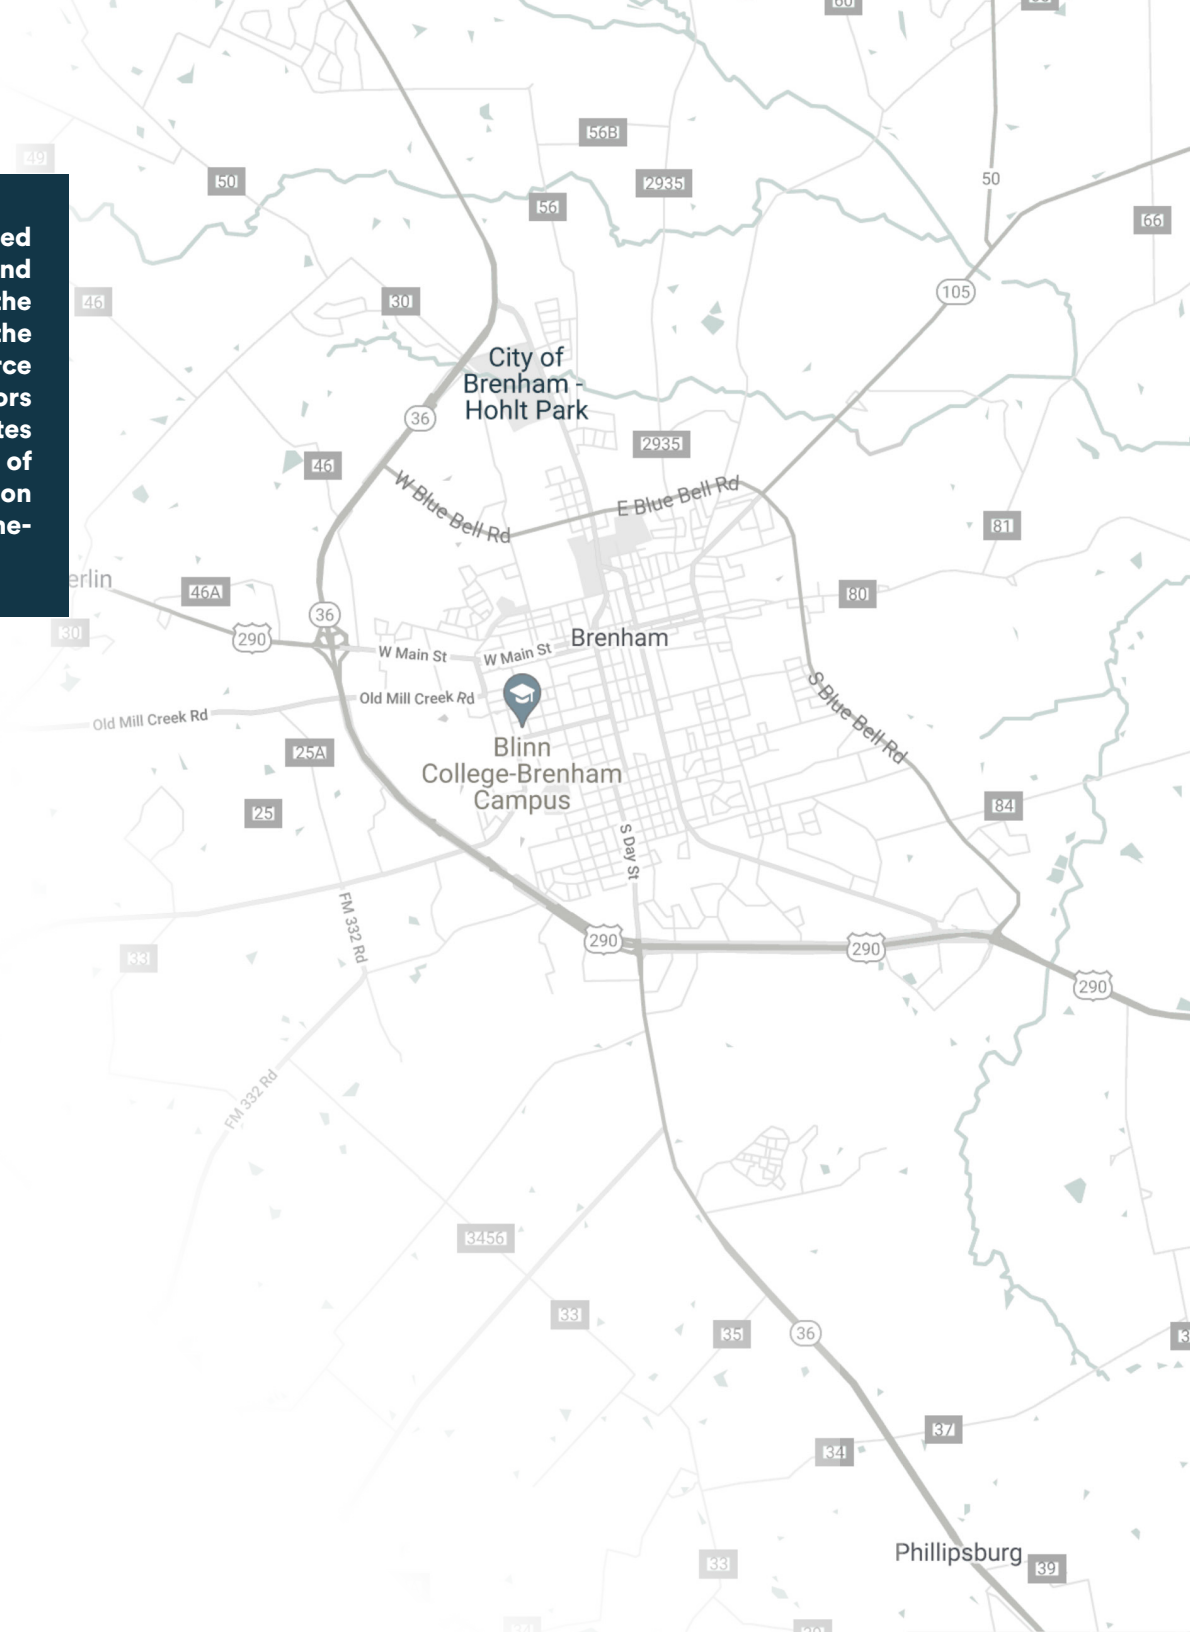 60
56B
49
50
2935
50
56
66
ed
nd
the
the
rce
ors
tes
of
on
ne-
46
30
105
City of
Brenham -
Hohlt Park
36
2935
46
W Blue Bell Rd
E Blue Bell Rd
81
erlin
46A
80
36
30
290
Brenham
W Main St
W Main St
Old Mill Creek Rd
Old Mill Creek Rd
S Blue Bell Rd
25A
Blinn
College-Brenham
Campus
25
84
S Day St
FM 332 Rd
290
290
33
290
FM 332 Rd
3456
33
35
36
37
34
Phillipsburg
33
39